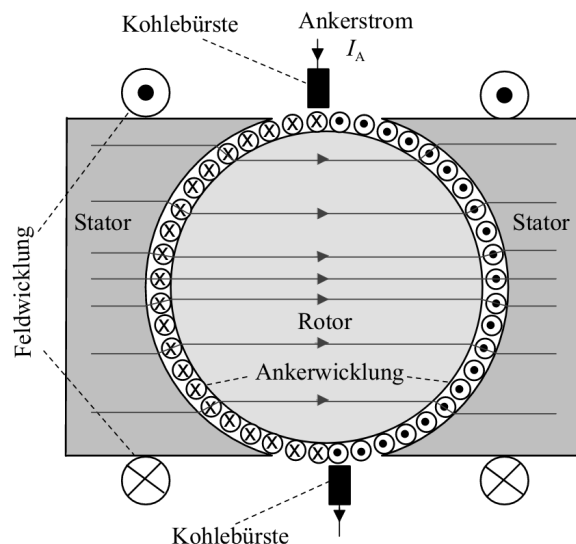 Kohlebürste
Ankerstrom
I_A
Stator
Stator
Feldwicklung
Rotor
Ankerwicklung
Kohlebürste